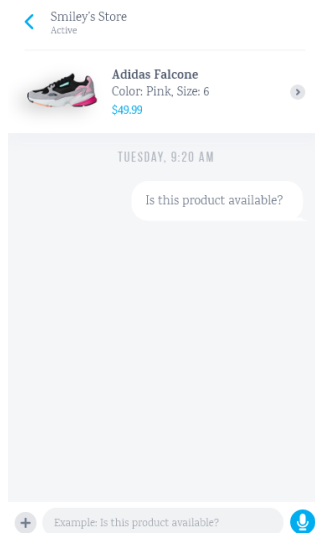 Smiley's Store
Active
Adidas Falcone
Color: Pink, Size: 6
$49.99
TUESDAY, 9:20 AM
Is this product available?
Example: Is this product available?